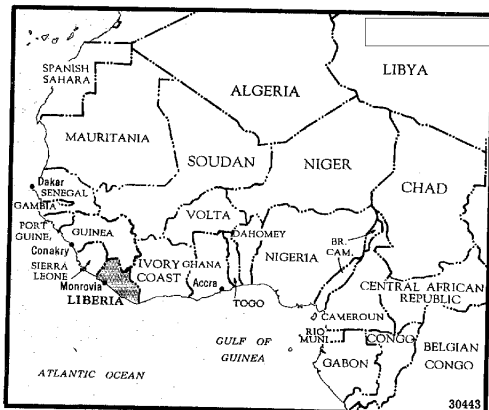 LIBYA
SPANISH
SAHARA
ALGERIA
MAURITANIA
SOUDAN
NIGER
CHAD
Dakar
SENEGAL
GAMBIA
VOLTA
DAHOMEY
PORT
GUINE,
GUINEA
BR.
CAM.
Conakry
IVORY
COAST
GHANA
NIGERIA
SIERRA
LEONE
CENTRAL AFRICAN
REPUBLIC
Monrovia
Accra
LIBERIA
TOGO
CAMEROUN
RIO
MUNI
CONGO
BELGIAN
CONGO
GULF OF
GUINEA
GABON
ATLANTIC OCEAN
30443